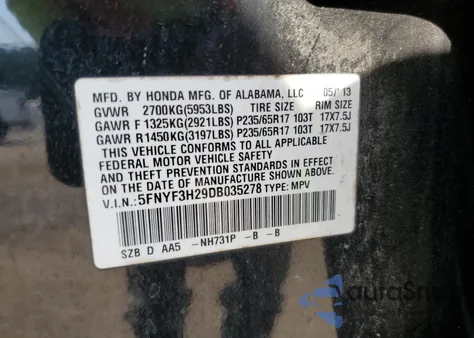 MFD. BY HONDA MFG. OF ALABAMA, LLC 05/13
GVWR 2700KG(5953LBS) TIRE SIZE RIM SIZE
GAWR F 1325KG(2921LBS) P235/65R17 103T 17X7.5J
GAWR R1450KG(3197LBS) P235/65R17 103T 17X7.5J
THIS VEHICLE CONFORMS TO ALL APPLICABLE
FEDERAL MOTOR VEHICLE SAFETY
AND THEFT PREVENTION STANDARDS IN EFFECT ON
THE DATE OF MANUFACTURE SHOWN ABOVE.
V.I.N.: 5FNYF3H29DB035278 TYPE: MPV
SZB D AA5 -NH731P -B -B